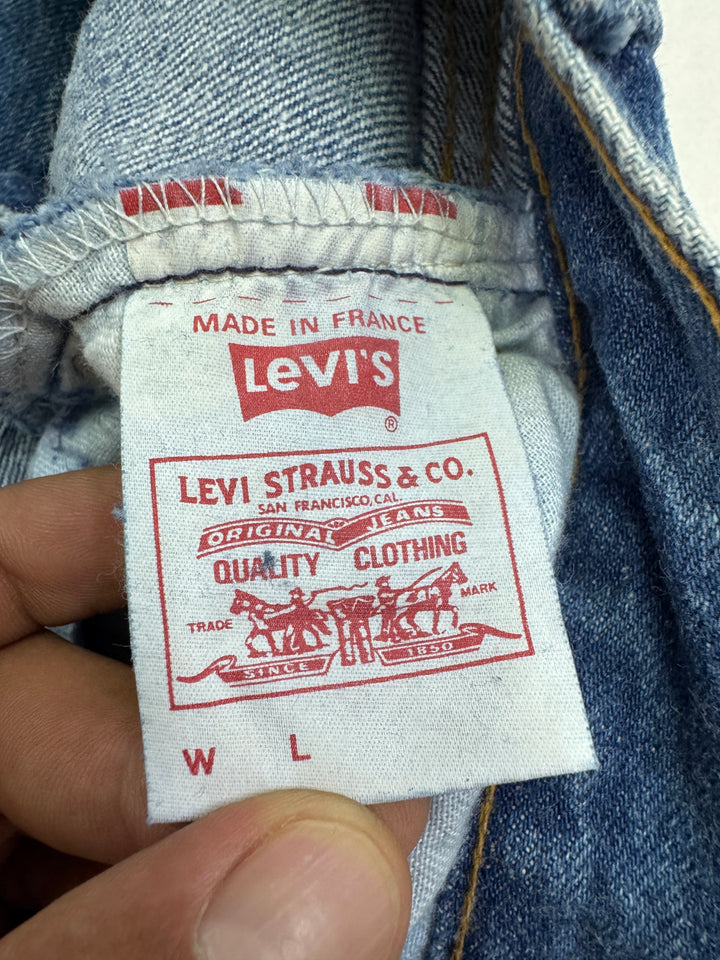 MADE IN FRANCE
LeVI'S
®
LEVI STRAUSS & CO.
SAN FRANCISCO, CAL.
ORIGINAL JEANS
QUALITY CLOTHING
TRADE MARK
SINCE 1850
W L